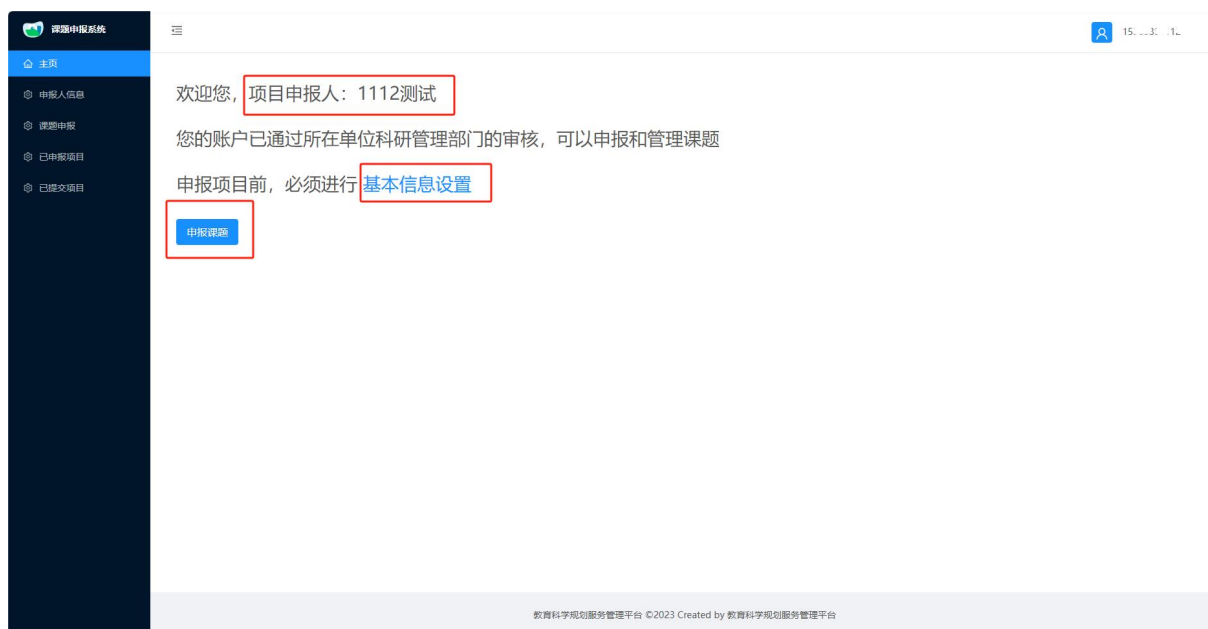 课题申报系统
主页
申报人信息
课题申报
已申报项目
已提交项目
欢迎您，项目申报人：1112测试
您的账户已通过所在单位科研管理部门的审核，可以申报和管理课题
申报项目前，必须进行 基本信息设置
申报课题
教育科学规划服务管理平台 ©2023 Created by 教育科学规划服务管理平台